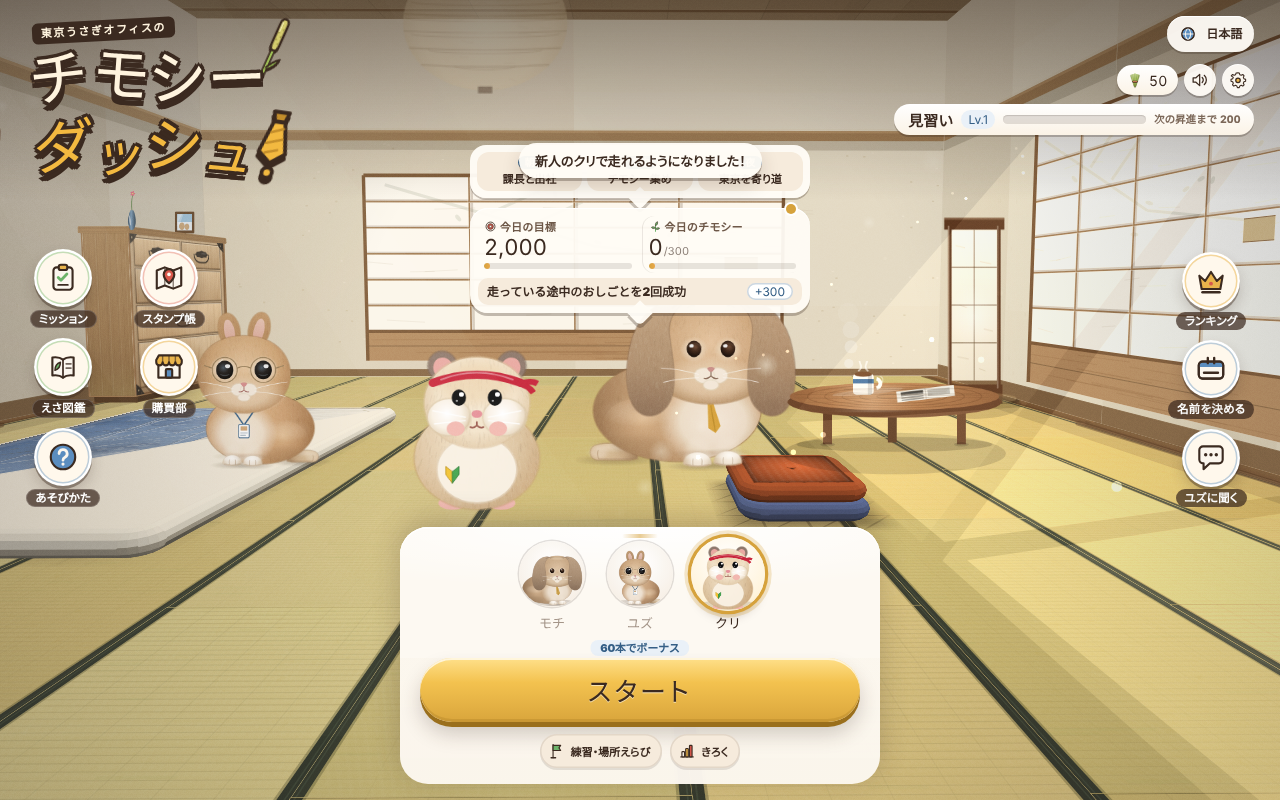 東京うさぎオフィスの
チモシー
ダッシュ!
日本語
50
見習い Lv.1 次の昇進まで 200
新人のクリで走れるようになりました!
課長と出社 チモシー集め 東京を寄り道
今日の目標 今日のチモシー
2,000 0/300
走っている途中のおしごとを2回成功 +300
ミッション スタンプ帳
えさ図鑑 購買部
あそびかた
ランキング
名前を決める
ユズに聞く
モチ ユズ クリ
60本でボーナス
スタート
練習・場所えらび きろく